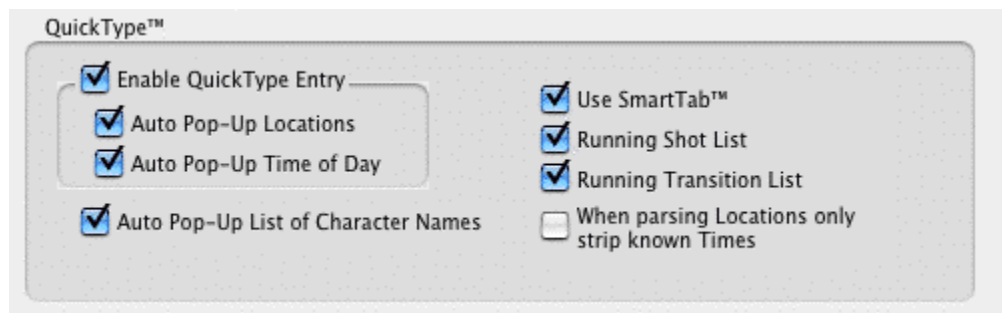 QuickType™
Enable QuickType Entry
Auto Pop-Up Locations
Auto Pop-Up Time of Day
Auto Pop-Up List of Character Names
Use SmartTab™
Running Shot List
Running Transition List
When parsing Locations only
strip known Times